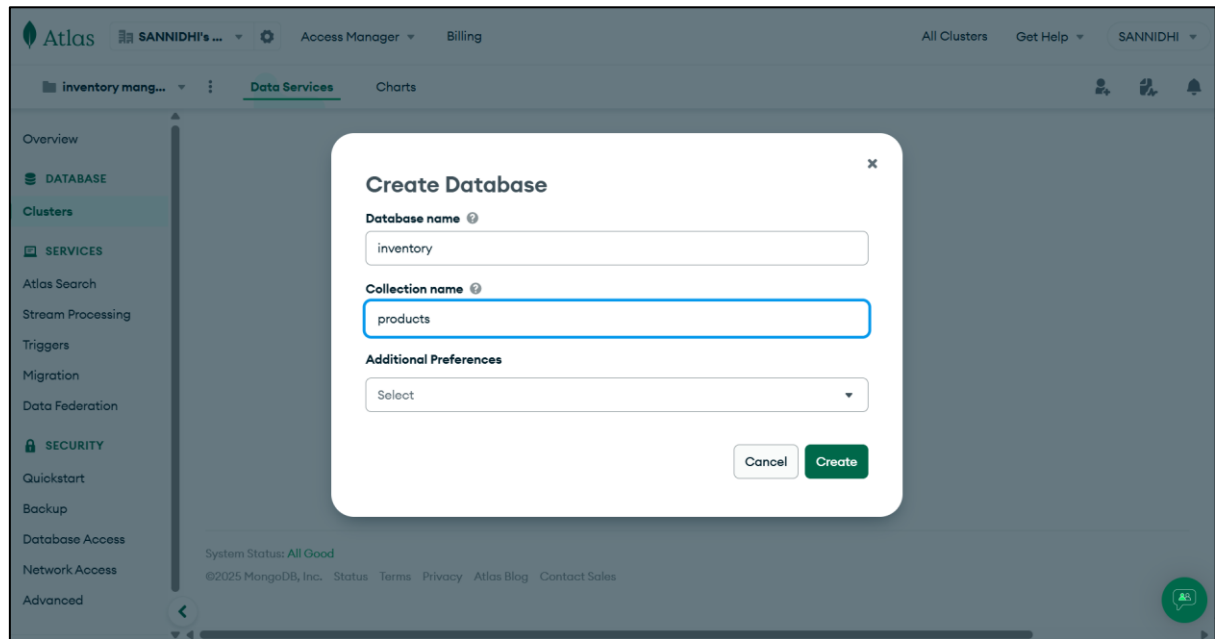 Atlas SANNIDHI's ... Access Manager Billing All Clusters Get Help SANNIDHI
inventory mang... Data Services Charts
Overview
DATABASE
Clusters
SERVICES
Atlas Search
Stream Processing
Triggers
Migration
Data Federation
SECURITY
Quickstart
Backup
Database Access
Network Access
Advanced
Create Database
Database name
inventory
Collection name
products
Additional Preferences
Select
Cancel Create
System Status: All Good
©2025 MongoDB, Inc. Status Terms Privacy Atlas Blog Contact Sales